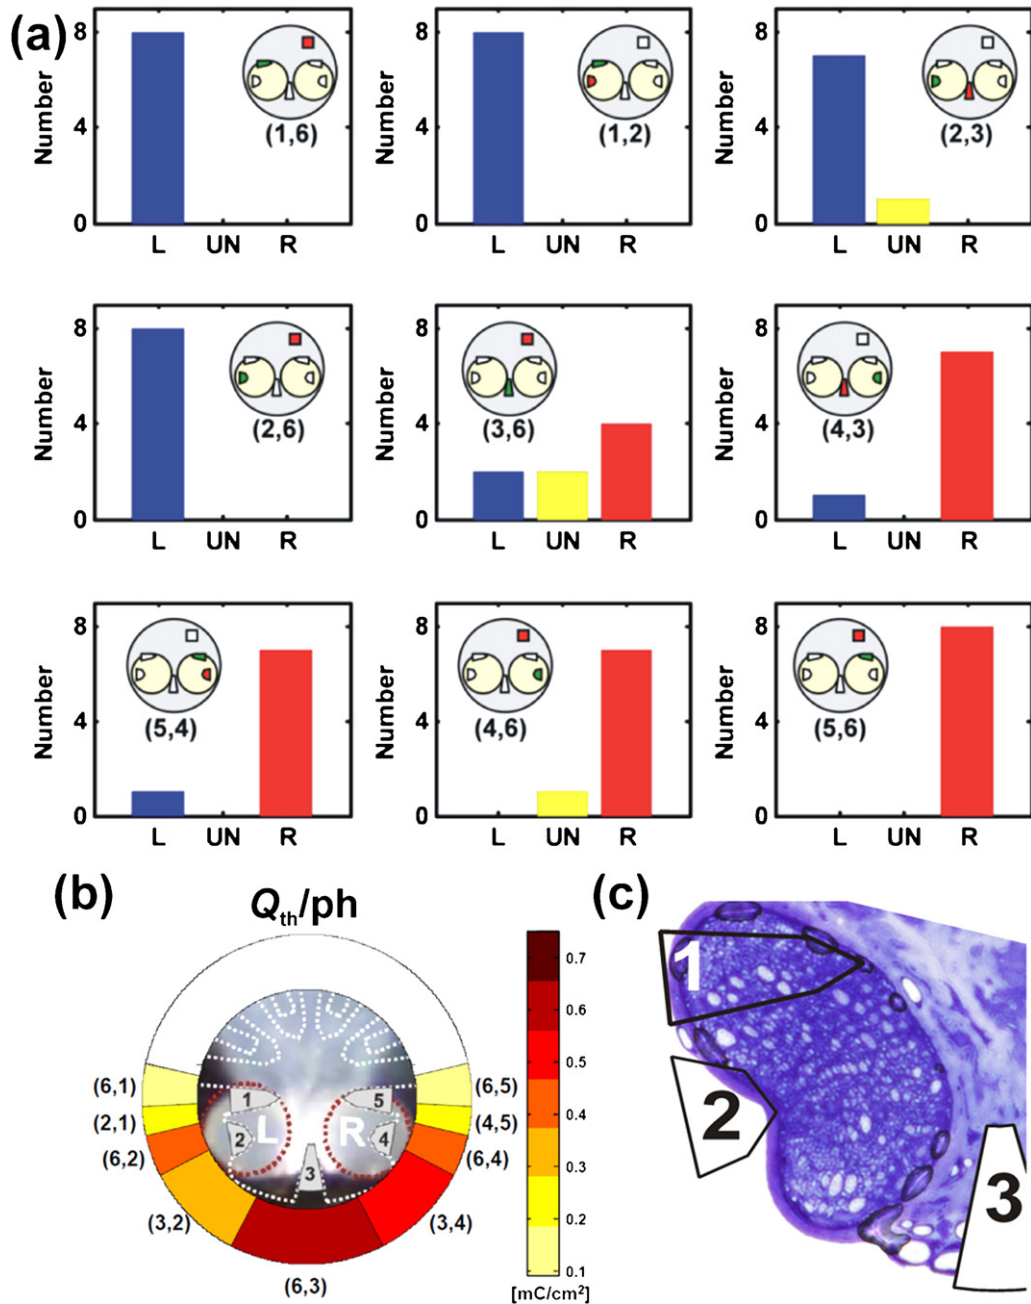 (a)
Number
8
4
0
(1,6)
L UN R
Number
8
4
0
(1,2)
L UN R
Number
8
4
0
(2,3)
L UN R
Number
8
4
0
(2,6)
L UN R
Number
8
4
0
(3,6)
L UN R
Number
8
4
0
(4,3)
L UN R
Number
8
4
0
(5,4)
L UN R
Number
8
4
0
(4,6)
L UN R
Number
8
4
0
(5,6)
L UN R
(b)
Qth/ph
(6,1)
(2,1)
(6,2)
(3,2)
(6,3)
(3,4)
(6,4)
(4,5)
(6,5)
1
2
L
3
R
4
5
0.7
0.6
0.5
0.4
0.3
0.2
0.1
[mC/cm²]
(c)
1
2
3